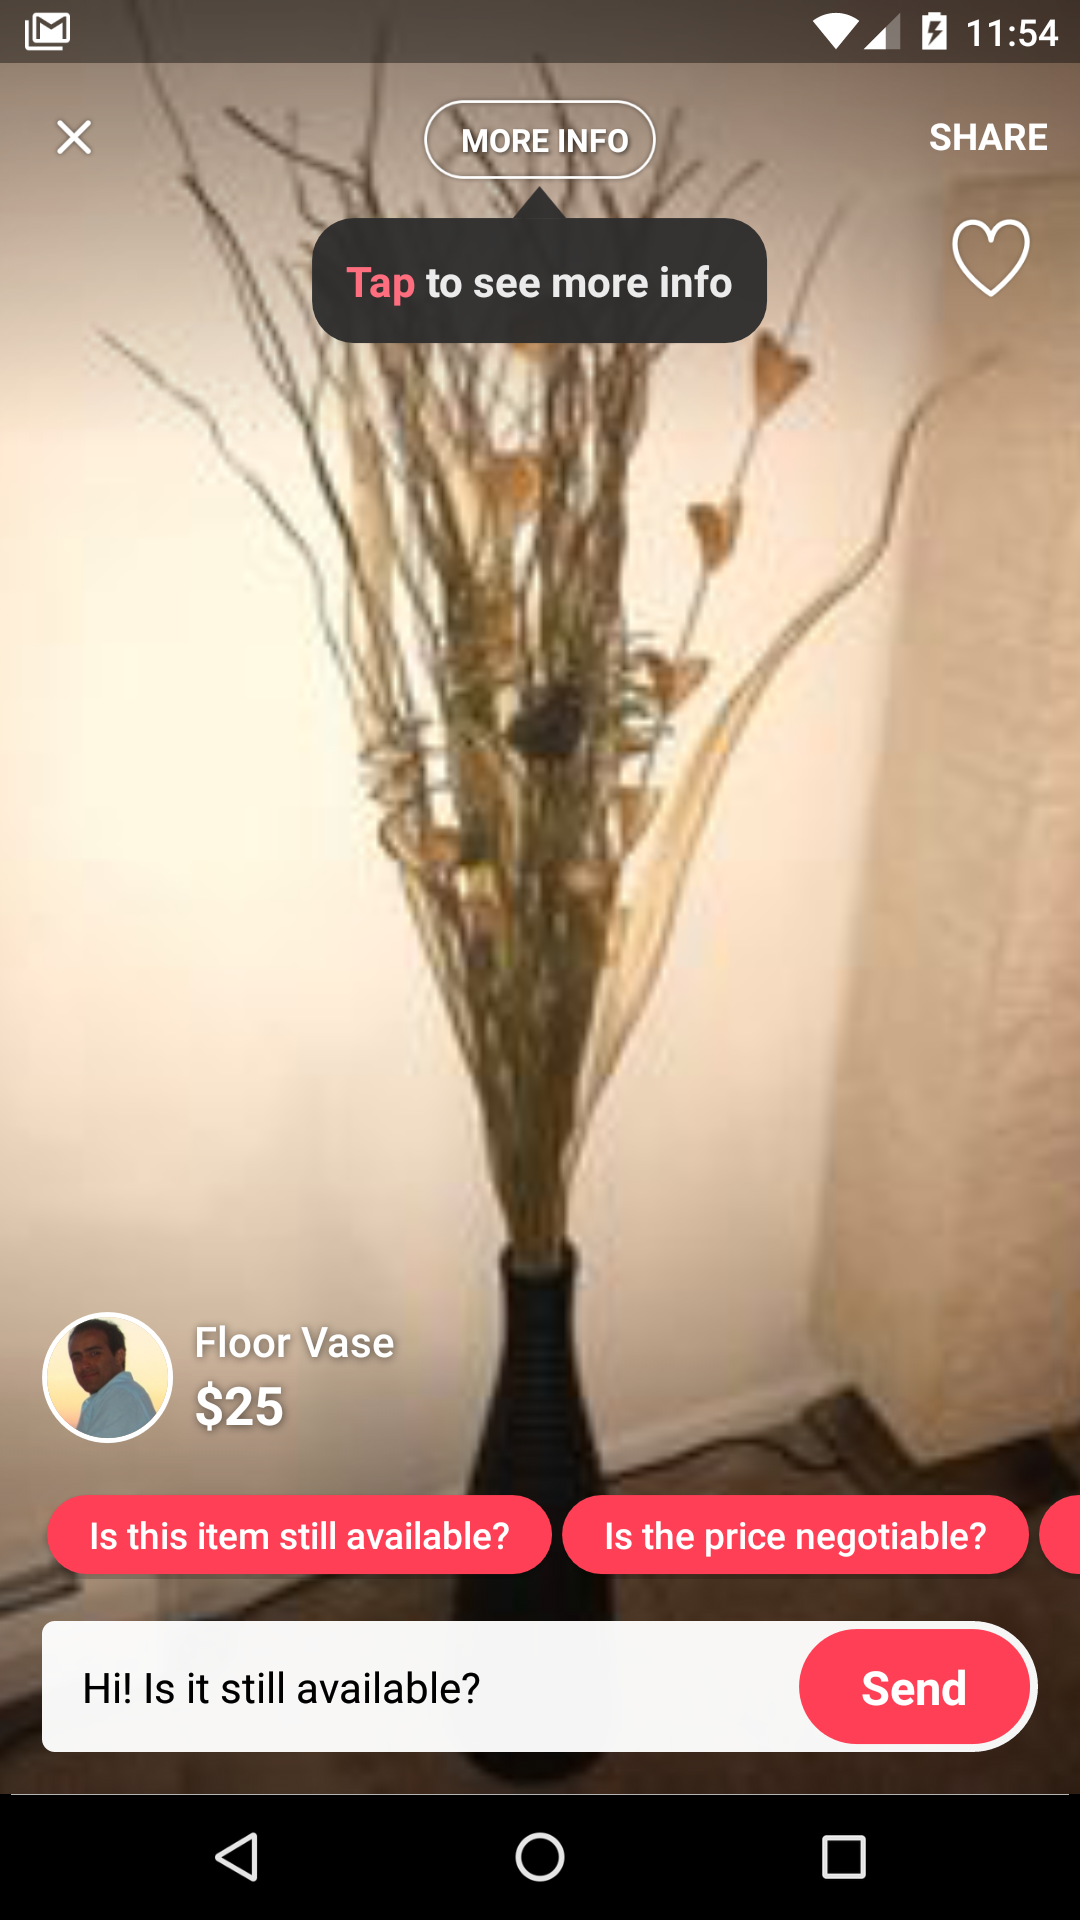 11:54
MORE INFO
SHARE
Tap to see more info
Floor Vase
$25
Is this item still available?
Is the price negotiable?
Hi! Is it still available?
Send